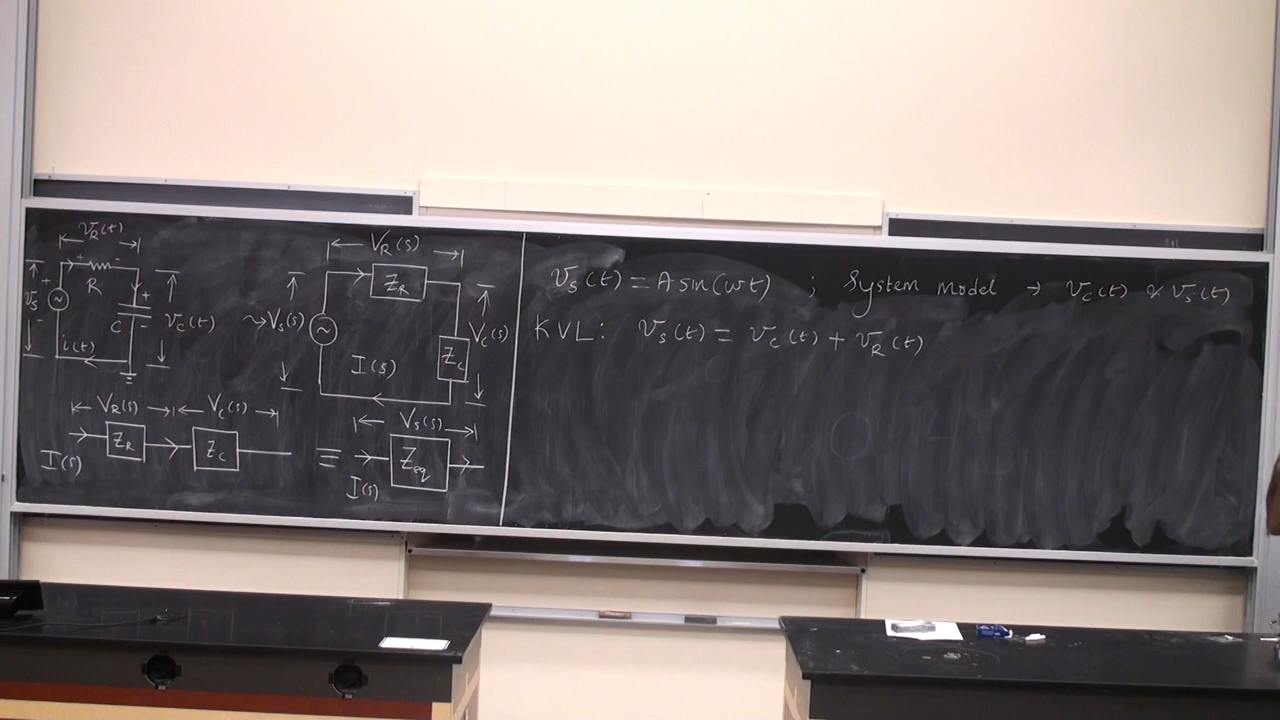 v_R(t)
+ -
R
v_s
+
-
C
+
-
v_c(t)
i(t)
V_R(s)
Z_R
~>V_s(s)
~
V_c(s)
Z_c
I(s)
V_R(s) V_c(s)
Z_R Z_c
I(s)
≡
V_s(s)
Z_eq
I(s)
v_s(t) = A sin(ωt) ; System model → v_c(t) & v_s(t)
KVL: v_s(t) = v_c(t) + v_R(t)